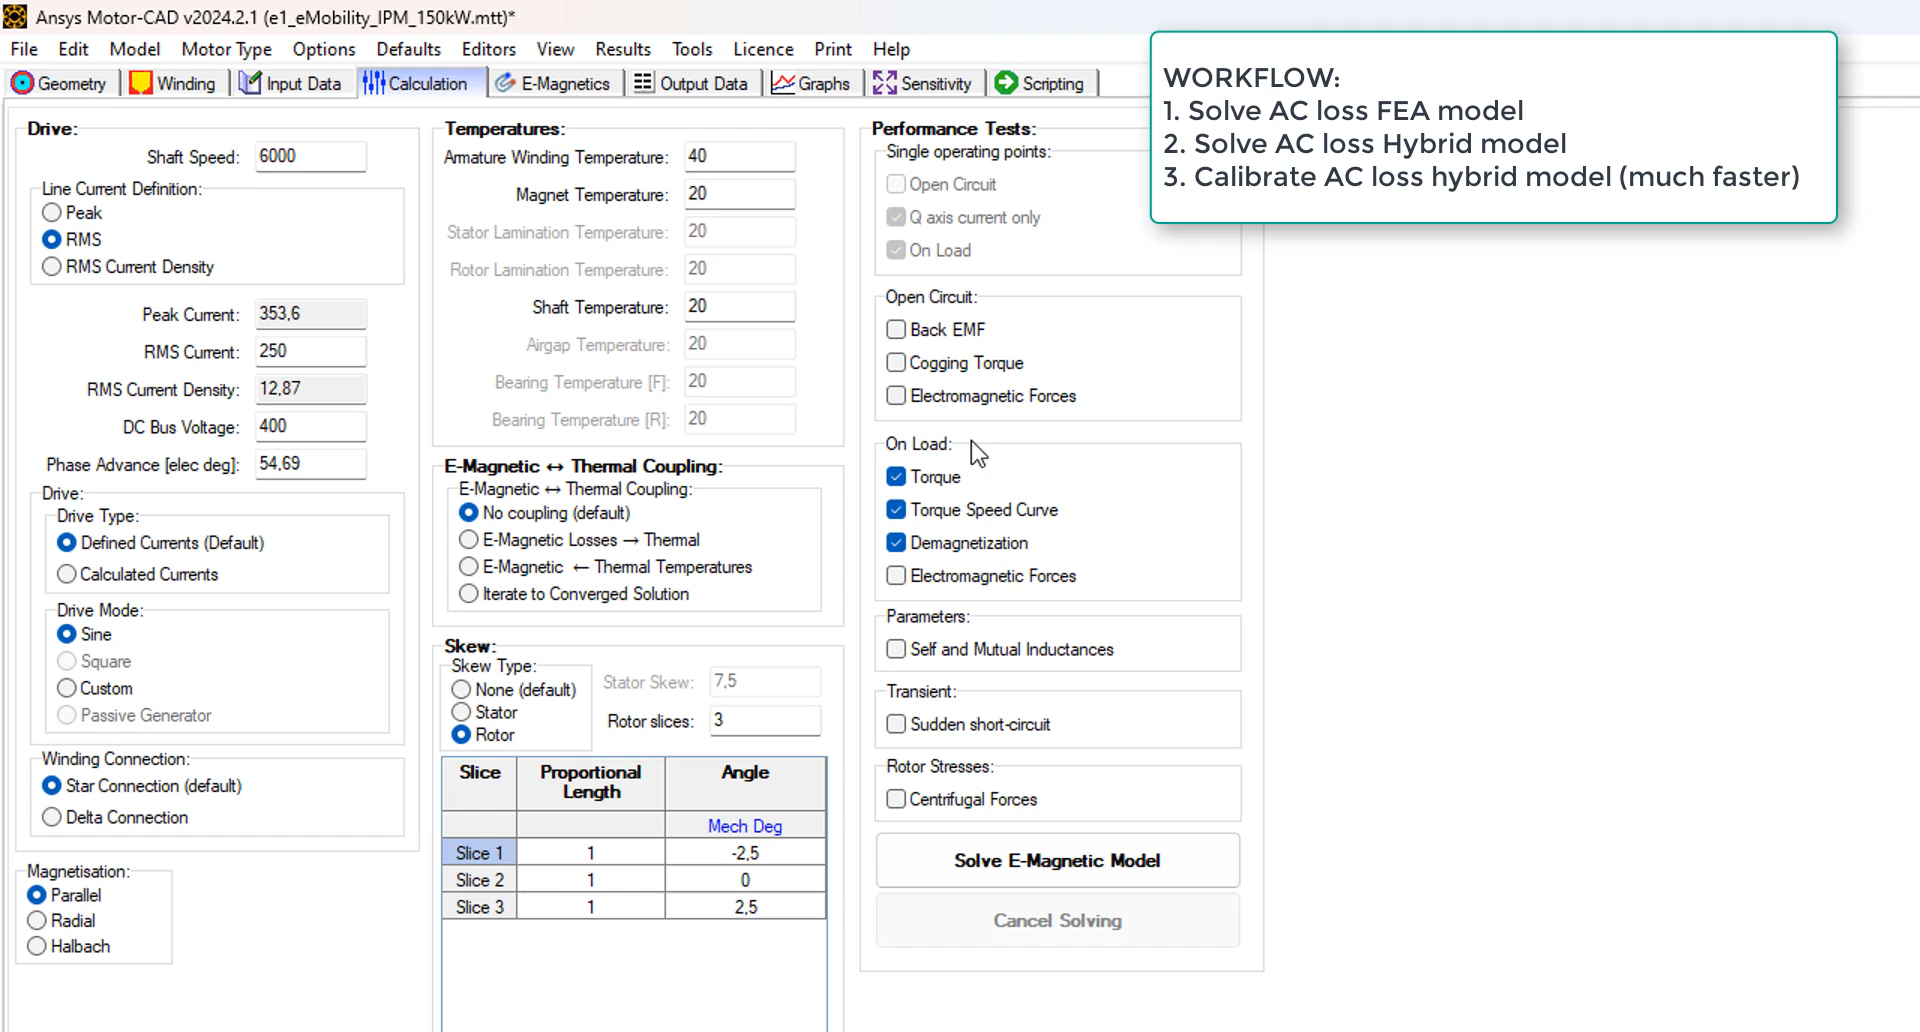 Ansys Motor-CAD v2024.2.1 (e1_eMobility_IPM_150kW.mtt)*
File Edit Model Motor Type Options Defaults Editors View Results Tools Licence Print Help
Geometry Winding Input Data Calculation E-Magnetics Output Data Graphs Sensitivity Scripting
WORKFLOW:
1. Solve AC loss FEA model
2. Solve AC loss Hybrid model
3. Calibrate AC loss hybrid model (much faster)
Drive:
Shaft Speed: 6000
Line Current Definition:
Peak
RMS
RMS Current Density
Peak Current: 353,6
RMS Current: 250
RMS Current Density: 12,87
DC Bus Voltage: 400
Phase Advance [elec deg]: 54,69
Drive:
Drive Type:
Defined Currents (Default)
Calculated Currents
Drive Mode:
Sine
Square
Custom
Passive Generator
Winding Connection:
Star Connection (default)
Delta Connection
Magnetisation:
Parallel
Radial
Halbach
Temperatures:
Armature Winding Temperature: 40
Magnet Temperature: 20
Stator Lamination Temperature: 20
Rotor Lamination Temperature: 20
Shaft Temperature: 20
Airgap Temperature: 20
Bearing Temperature [F]: 20
Bearing Temperature [R]: 20
E-Magnetic ↔ Thermal Coupling:
E-Magnetic ↔ Thermal Coupling:
No coupling (default)
E-Magnetic Losses → Thermal
E-Magnetic ← Thermal Temperatures
Iterate to Converged Solution
Skew:
Skew Type:
None (default)
Stator
Rotor
Stator Skew: 7,5
Rotor slices: 3
Slice Proportional Length Angle
Mech Deg
Slice 1 1 -2,5
Slice 2 1 0
Slice 3 1 2,5
Performance Tests:
Single operating points:
Open Circuit
Q axis current only
On Load
Open Circuit:
Back EMF
Cogging Torque
Electromagnetic Forces
On Load:
Torque
Torque Speed Curve
Demagnetization
Electromagnetic Forces
Parameters:
Self and Mutual Inductances
Transient:
Sudden short-circuit
Rotor Stresses:
Centrifugal Forces
Solve E-Magnetic Model
Cancel Solving